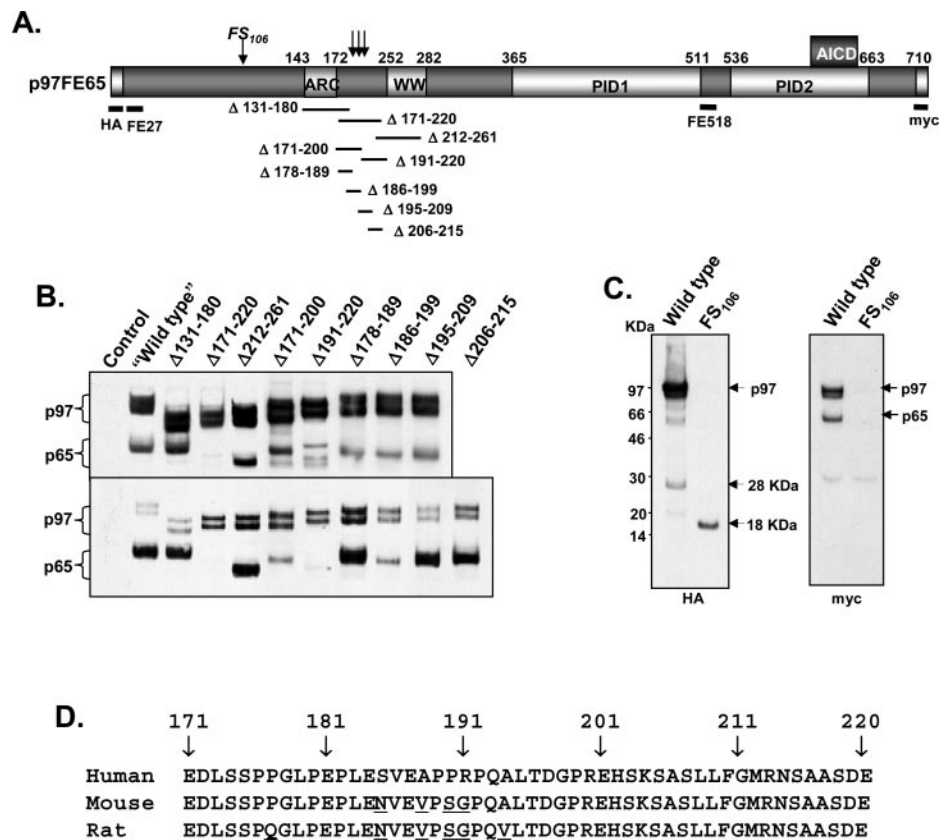 A.
FS106
143 172 252 282 365 511 536 AICD 663 710
p97FE65 ARC WW PID1 PID2
HA FE27 FE518 myc
Δ 131-180
Δ 171-220
Δ 212-261
Δ 171-200
Δ 191-220
Δ 178-189
Δ 186-199
Δ 195-209
Δ 206-215
B.
Control
"Wild type"
Δ131-180
Δ171-220
Δ212-261
Δ171-200
Δ191-220
Δ178-189
Δ186-199
Δ195-209
Δ206-215
p97
p65
p97
p65
C.
Wild type
FS106
Wild type
FS106
KDa
97
66
46
30
20
14
p97
28 KDa
18 KDa
p97
p65
HA
myc
D.
171 181 191 201 211 220
Human EDLSSPPGLPEPLESVEAPPRPQALTDGPREHSKSASLLFGMRNSAASDE
Mouse EDLSSPPGLPEPLENVEVPSGPQALTDGPREHSKSASLLFGMRNSAASDE
Rat EDLSSPQGLPEPLENVEVPSGPQVLTDGPREHSKSASLLFGMRNSAASDE